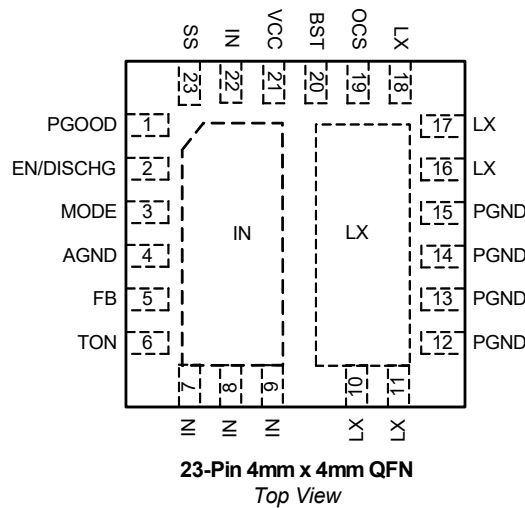 SS IN VCC BST OCS LX
23 22 21 20 19 18
PGOOD 1 17 LX
EN/DISCHG 2 16 LX
MODE 3 15 PGND
AGND 4 IN LX 14 PGND
FB 5 13 PGND
TON 6 12 PGND
7 8 9 10 11
IN IN IN LX LX
23-Pin 4mm x 4mm QFN
Top View